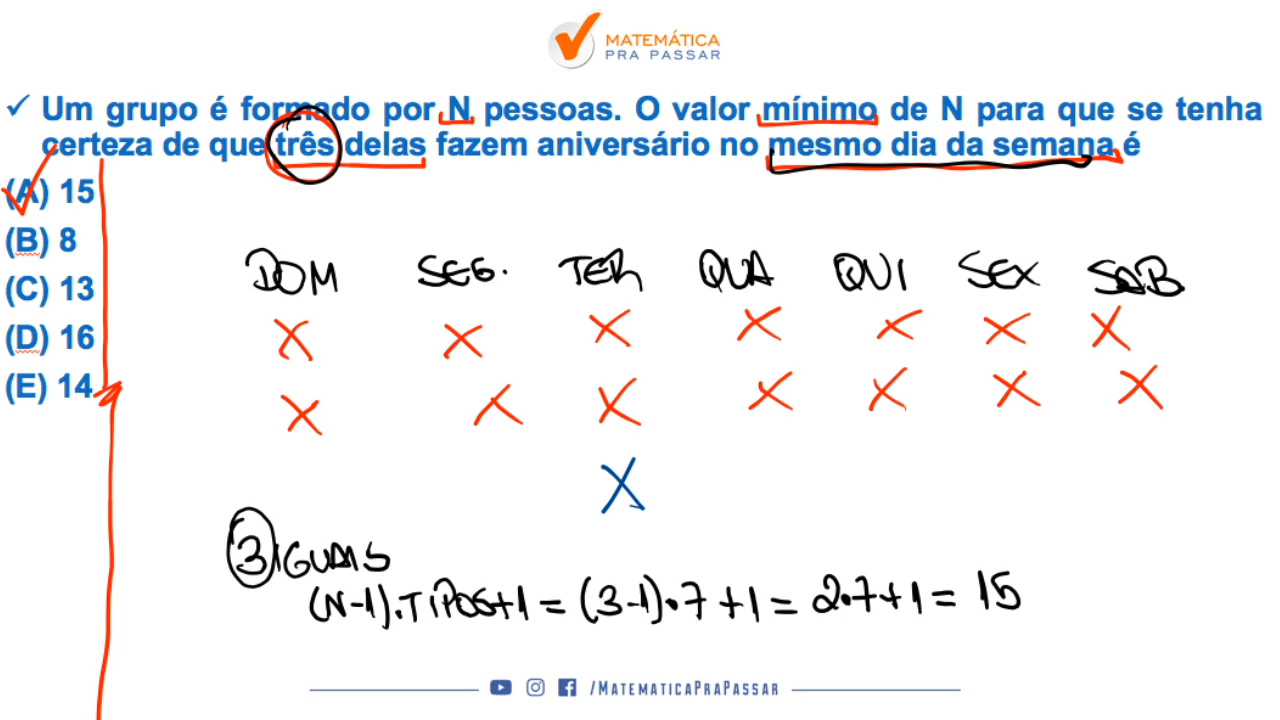 MATEMÁTICA
PRA PASSAR
✓ Um grupo é formado por N pessoas. O valor mínimo de N para que se tenha
certeza de que três delas fazem aniversário no mesmo dia da semana é
(A) 15
(B) 8
(C) 13
(D) 16
(E) 14
DOM SEG. TER QUA QUI SEX SAB
X X X X X X X
X X X X X X X
X
3 IGUAIS
(N-1).TIPOS+1 = (3-1)•7+1 = 2•7+1 = 15
/MATEMATICAPRAPASSAR